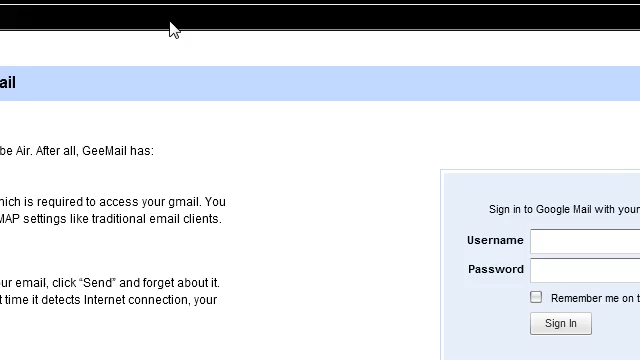 ail
be Air. After all, GeeMail has:
hich is required to access your gmail. You
MAP settings like traditional email clients.
ur email, click “Send” and forget about it.
t time it detects Internet connection, your
Sign in to Google Mail with your
Username
Password
Remember me on t
Sign In